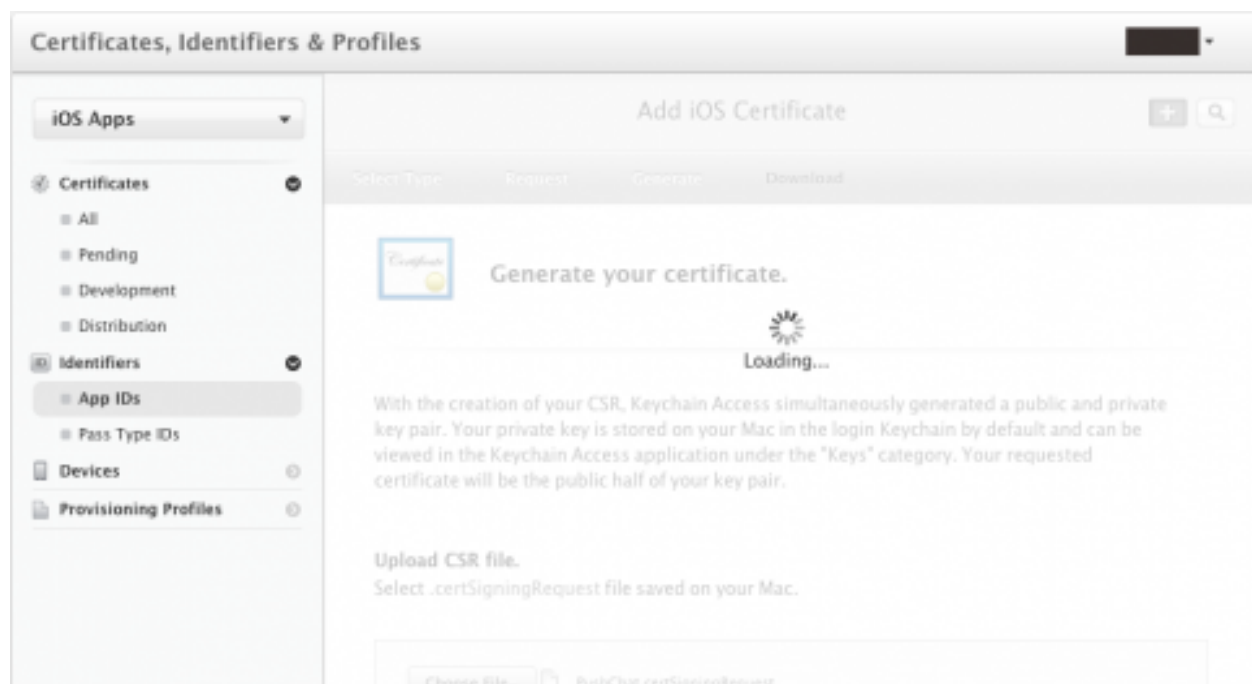 Certificates, Identifiers & Profiles
iOS Apps
Add iOS Certificate
Certificates
Select Type Request Generate Download
All
Pending
Development
Distribution
Certificate
Generate your certificate.
Loading...
Identifiers
App IDs
Pass Type IDs
Devices
Provisioning Profiles
With the creation of your CSR, Keychain Access simultaneously generated a public and private
key pair. Your private key is stored on your Mac in the login Keychain by default and can be
viewed in the Keychain Access application under the "Keys" category. Your requested
certificate will be the public half of your key pair.
Upload CSR file.
Select .certSigningRequest file saved on your Mac.
Choose File... PushChat.certSigningRequest